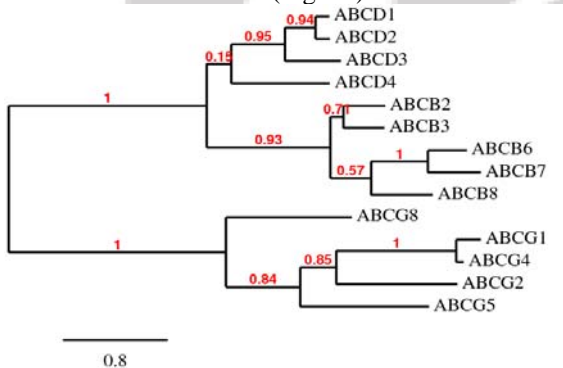 0.94 ABCD1
0.95 ABCD2
0.15 ABCD3
ABCD4
1 0.71 ABCB2
0.93 ABCB3
1 ABCB6
0.57 ABCB7
ABCB8
ABCG8
1 1 ABCG1
0.85 ABCG4
0.84 ABCG2
ABCG5
0.8